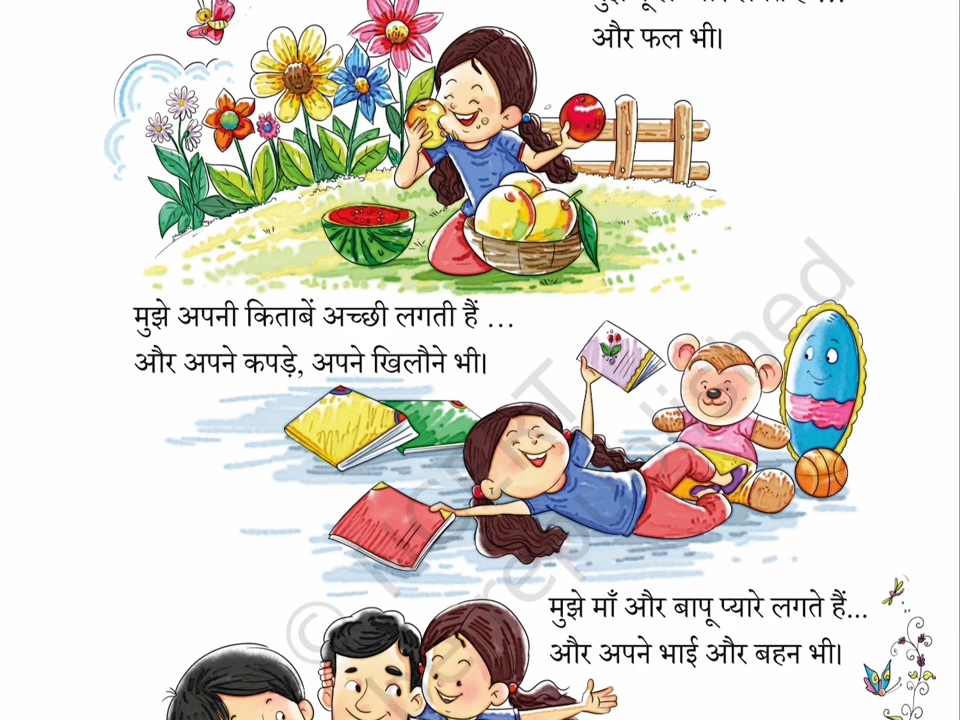 और फल भी।
मुझे अपनी किताबें अच्छी लगती हैं ...
और अपने कपड़े, अपने खिलौने भी।
मुझे माँ और बापू प्यारे लगते हैं...
और अपने भाई और बहन भी।